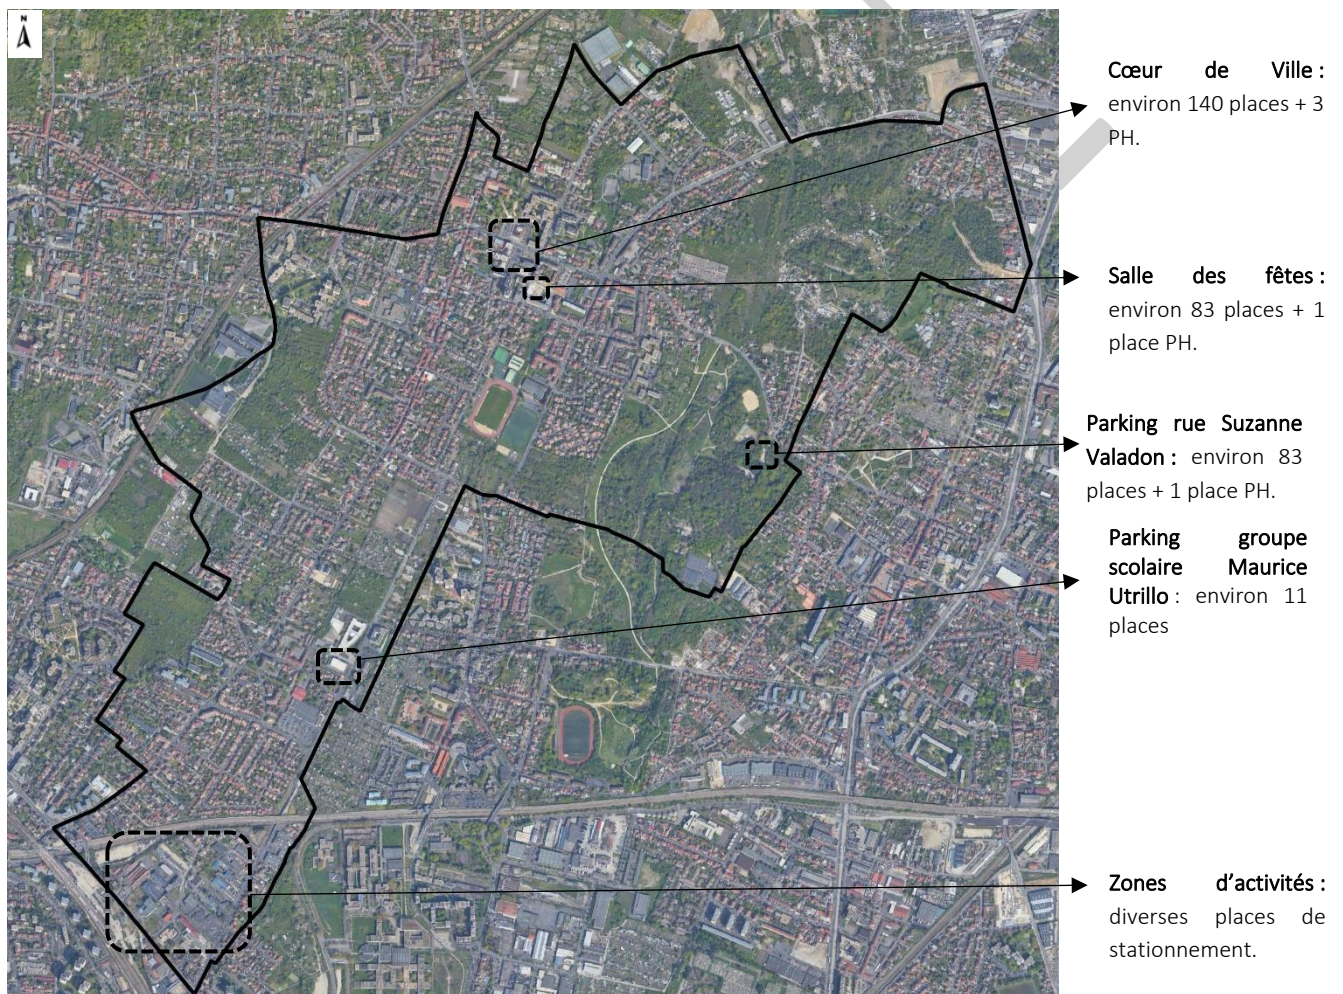 N
Cœur de Ville :
environ 140 places + 3
PH.
Salle des fêtes :
environ 83 places + 1
place PH.
Parking rue Suzanne
Valadon : environ 83
places + 1 place PH.
Parking groupe
scolaire Maurice
Utrillo : environ 11
places
Zones d’activités :
diverses places de
stationnement.